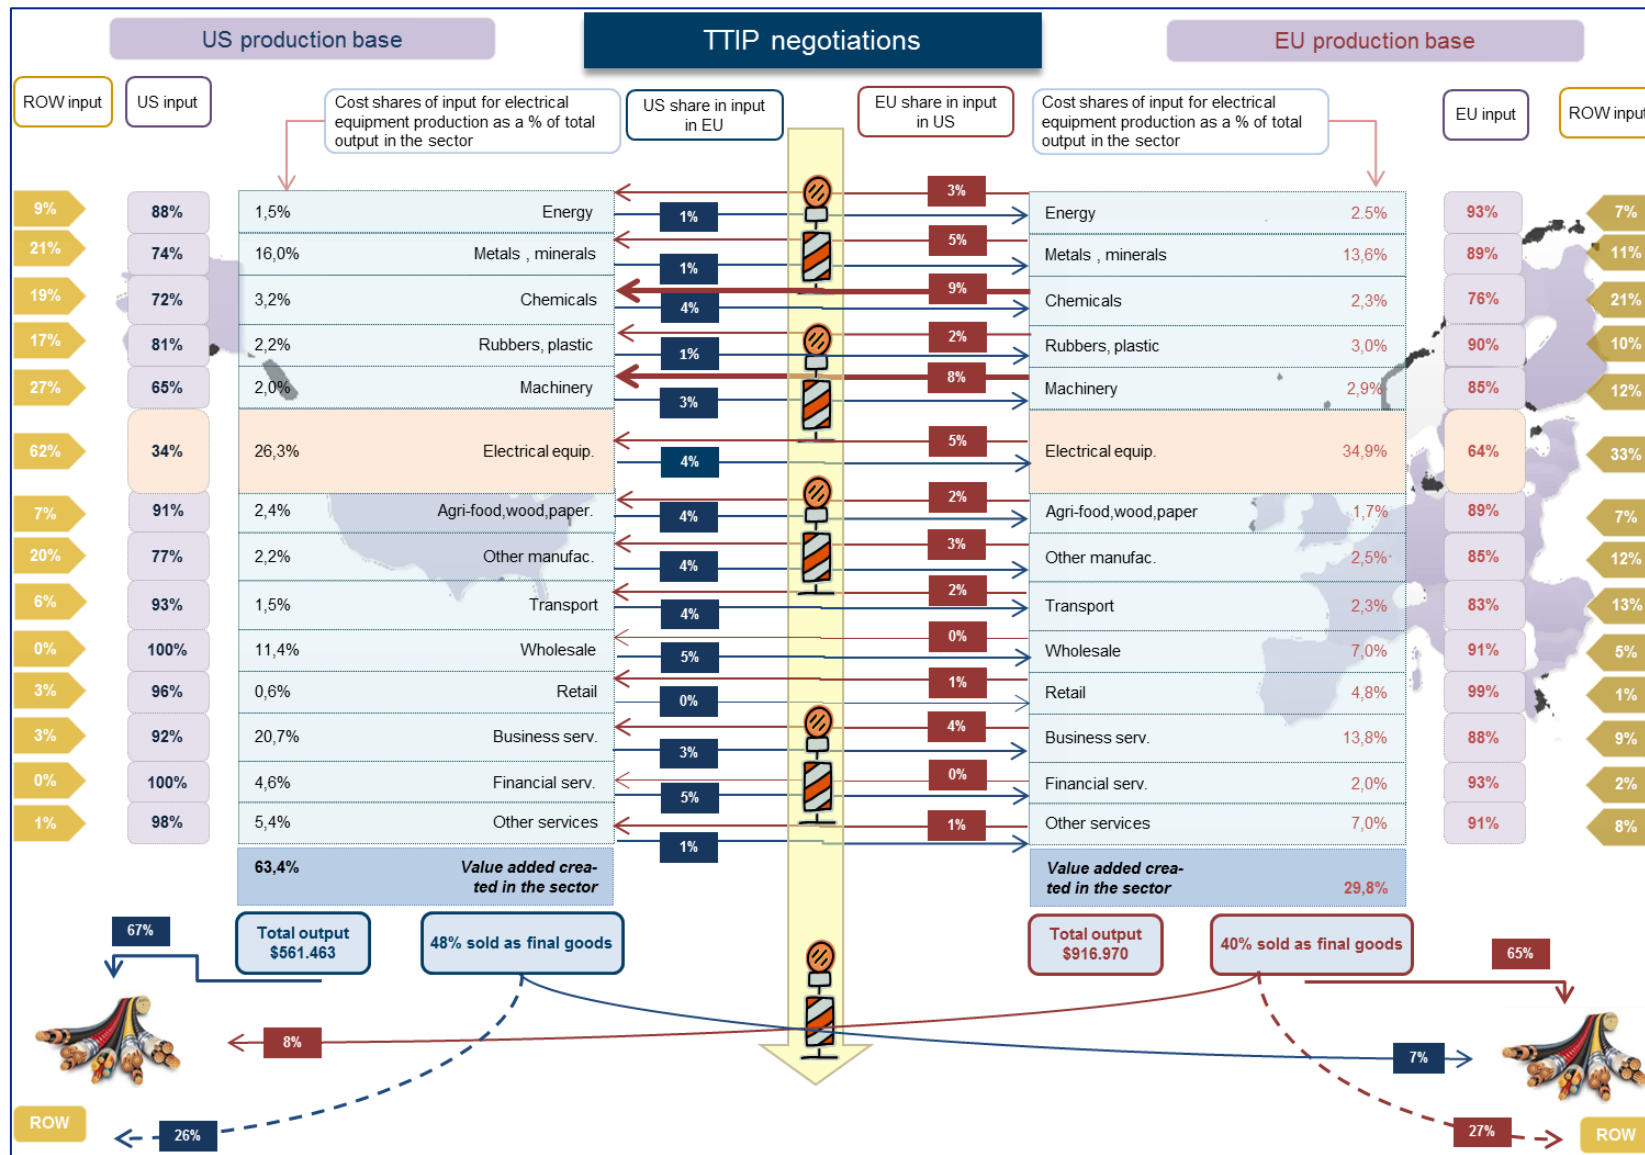 US production base
TTIP negotiations
EU production base
ROW input
US input
Cost shares of input for electrical
equipment production as a % of total
output in the sector
US share in input
in EU
EU share in input
in US
Cost shares of input for electrical
equipment production as a % of total
output in the sector
EU input
ROW input
9% 88% 1,5% Energy 1% 3% Energy 2.5% 93% 7%
21% 74% 16,0% Metals , minerals 1% 5% Metals , minerals 13,6% 89% 11%
19% 72% 3,2% Chemicals 4% 9% Chemicals 2,3% 76% 21%
17% 81% 2,2% Rubbers, plastic 1% 2% Rubbers, plastic 3,0% 90% 10%
27% 65% 2,0% Machinery 3% 8% Machinery 2,9% 85% 12%
62% 34% 26,3% Electrical equip. 4% 5% Electrical equip. 34,9% 64% 33%
7% 91% 2,4% Agri-food,wood,paper. 4% 2% Agri-food,wood,paper 1,7% 89% 7%
20% 77% 2,2% Other manufac. 4% 3% Other manufac. 2,5% 85% 12%
6% 93% 1,5% Transport 4% 2% Transport 2,3% 83% 13%
0% 100% 11,4% Wholesale 5% 0% Wholesale 7,0% 91% 5%
3% 96% 0,6% Retail 0% 1% Retail 4,8% 99% 1%
3% 92% 20,7% Business serv. 3% 4% Business serv. 13,8% 88% 9%
0% 100% 4,6% Financial serv. 5% 0% Financial serv. 2,0% 93% 2%
1% 98% 5,4% Other services 1% 1% Other services 7,0% 91% 8%
63,4% Value added crea-
ted in the sector
Value added crea-
ted in the sector 29,8%
67%
Total output
$561.463
48% sold as final goods
Total output
$916.970
40% sold as final goods
65%
8%
7%
ROW
26%
27%
ROW